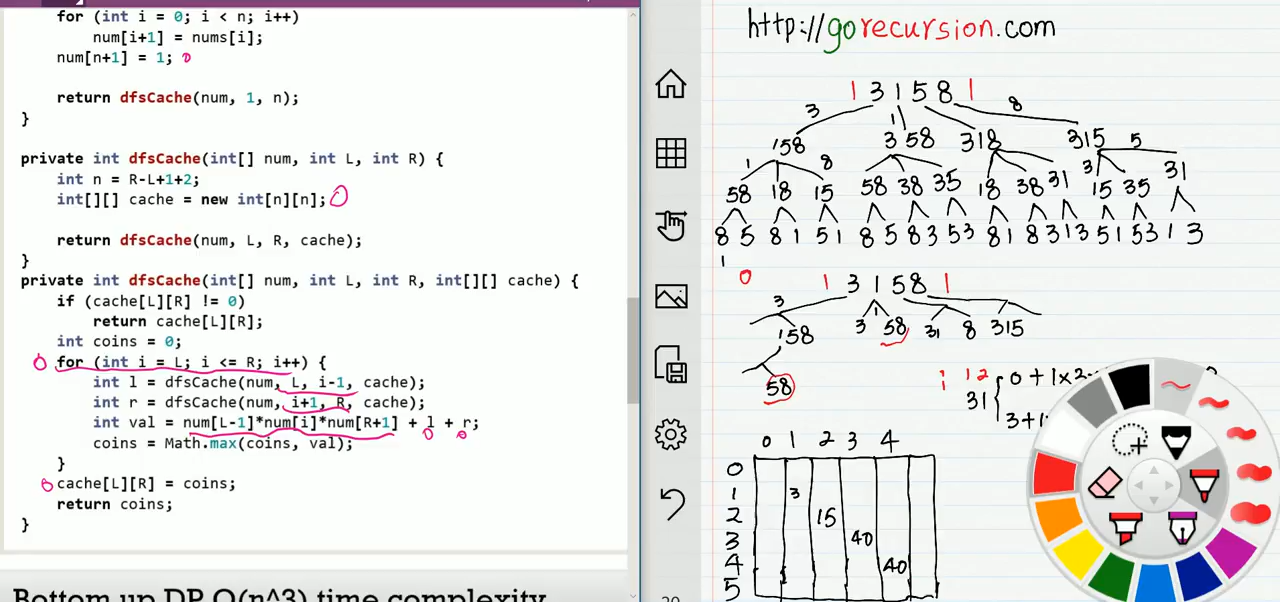 for (int i = 0; i < n; i++)
num[i+1] = nums[i];
num[n+1] = 1;
return dfsCache(num, 1, n);
}
private int dfsCache(int[] num, int L, int R) {
int n = R-L+1+2;
int[][] cache = new int[n][n];
return dfsCache(num, L, R, cache);
}
private int dfsCache(int[] num, int L, int R, int[][] cache) {
if (cache[L][R] != 0)
return cache[L][R];
int coins = 0;
for (int i = L; i <= R; i++) {
int l = dfsCache(num, L, i-1, cache);
int r = dfsCache(num, i+1, R, cache);
int val = num[L-1]*num[i]*num[R+1] + l + r;
coins = Math.max(coins, val);
}
cache[L][R] = coins;
return coins;
}
Bottom up DP O(n^3) time complexity
http://gorecursion.com
1 3 1 5 8 1
3 1 8
158 358 318 315 5
1 8 3
58 18 15 58 38 35 18 38 31 15 35 31
8 5 8 1 5 1 8 5 8 3 5 3 8 1 8 3 1 3 5 1 5 3 1 3
1
0 1 3 1 5 8 1
3 1
158 3 58 31 8 315
58
i 1 2
1 31
0 1 2 3 4
0
1 3
2 15
3 40
4 40
5